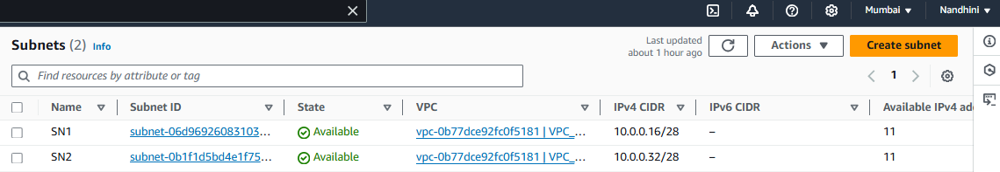 Mumbai Nandhini
Subnets (2) Info
Last updated
about 1 hour ago
Actions
Create subnet
Find resources by attribute or tag
1
Name Subnet ID State VPC IPv4 CIDR IPv6 CIDR Available IPv4 add
SN1 subnet-06d96926083103... Available vpc-0b77dce92fc0f5181 | VPC_... 10.0.0.16/28 – 11
SN2 subnet-0b1f1d5bd4e1f75... Available vpc-0b77dce92fc0f5181 | VPC_... 10.0.0.32/28 – 11